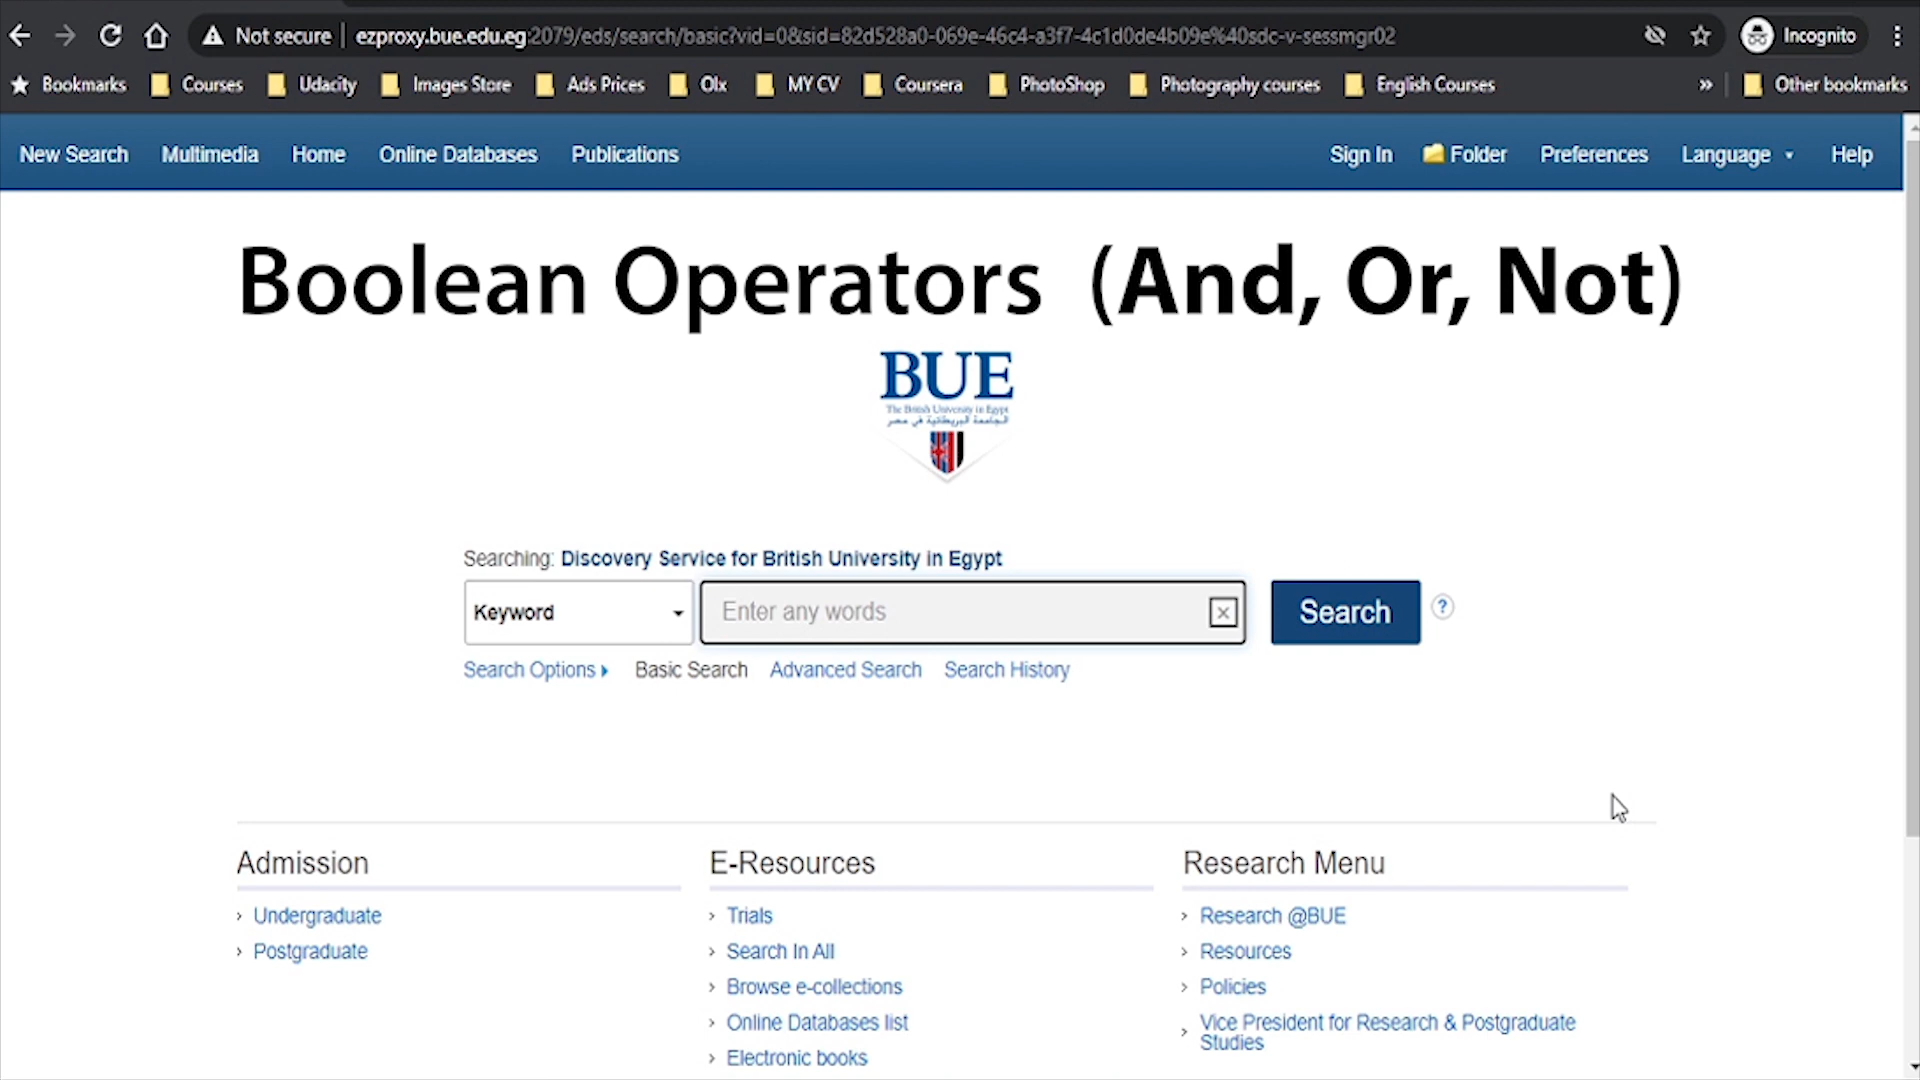 Not secure ezproxy.bue.edu.eg:2079/eds/search/basic?vid=0&sid=82d528a0-069e-46c4-a3f7-4c1d0de4b09e%40sdc-v-sessmgr02 Incognito
Bookmarks Courses Udacity Images Store Ads Prices Olx MY CV Coursera PhotoShop Photography courses English Courses » Other bookmarks
New Search Multimedia Home Online Databases Publications Sign In Folder Preferences Language Help
Boolean Operators (And, Or, Not)
BUE
The British University in Egypt
الجامعة البريطانية في مصر
Searching: Discovery Service for British University in Egypt
Keyword Enter any words Search ?
Search Options Basic Search Advanced Search Search History
Admission E-Resources Research Menu
Undergraduate Trials Research @BUE
Postgraduate Search In All Resources
Browse e-collections Policies
Online Databases list Vice President for Research & Postgraduate
Studies
Electronic books